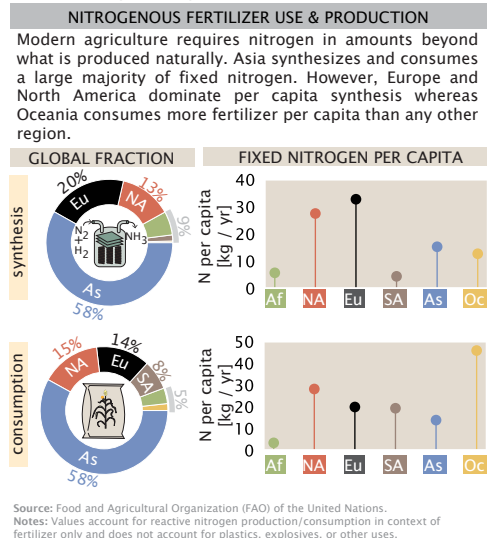 NITROGENOUS FERTILIZER USE & PRODUCTION
Modern agriculture requires nitrogen in amounts beyond
what is produced naturally. Asia synthesizes and consumes
a large majority of fixed nitrogen. However, Europe and
North America dominate per capita synthesis whereas
Oceania consumes more fertilizer per capita than any other
region.
GLOBAL FRACTION
FIXED NITROGEN PER CAPITA
synthesis
20%
13%
9%
58%
Eu
NA
As
N2
+
H2
NH3
N per capita
[kg / yr]
40
30
20
10
0
Af NA Eu SA As Oc
consumption
15%
14%
8%
5%
58%
NA
Eu
SA
As
N per capita
[kg / yr]
50
40
30
20
10
0
Af NA Eu SA As Oc
Source: Food and Agricultural Organization (FAO) of the United Nations.
Notes: Values account for reactive nitrogen production/consumption in context of
fertilizer only and does not account for plastics, explosives, or other uses.